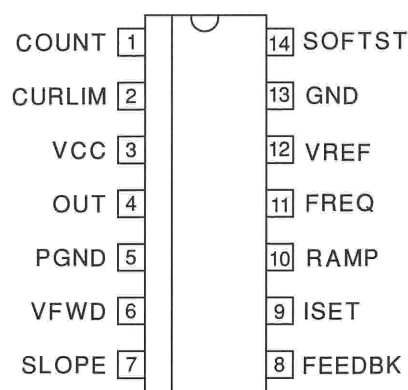 COUNT 1 14 SOFTST
CURLIM 2 13 GND
VCC 3 12 VREF
OUT 4 11 FREQ
PGND 5 10 RAMP
VFWD 6 9 ISET
SLOPE 7 8 FEEDBK